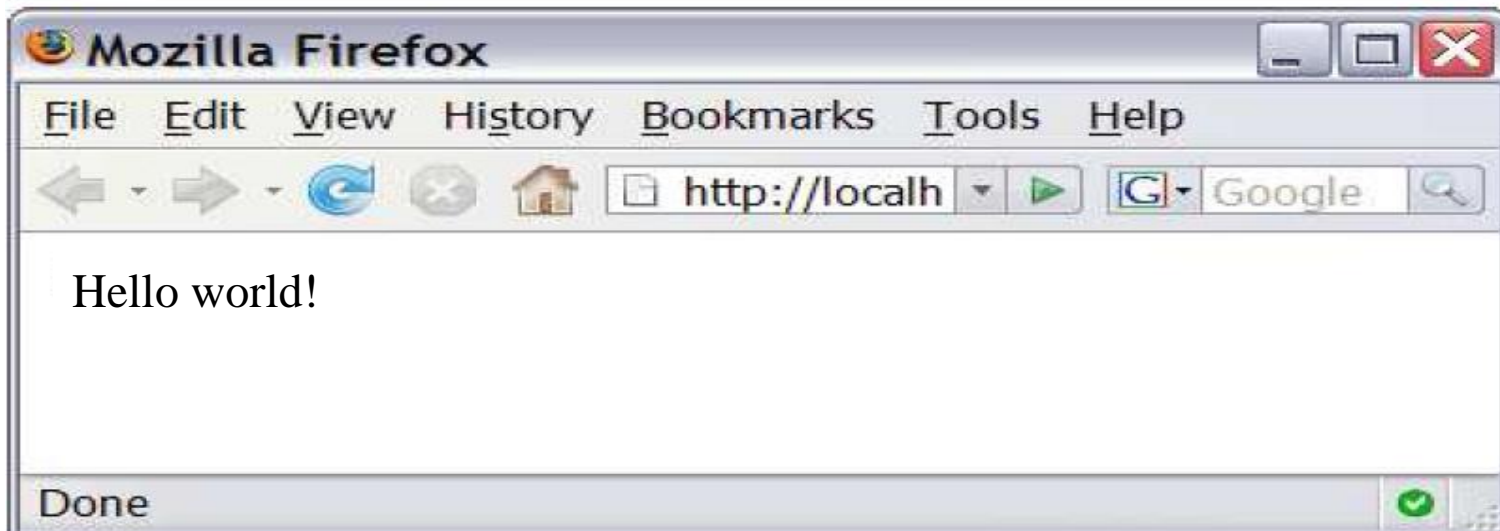 Mozilla Firefox
File Edit View History Bookmarks Tools Help
http://localh G Google
Hello world!
Done